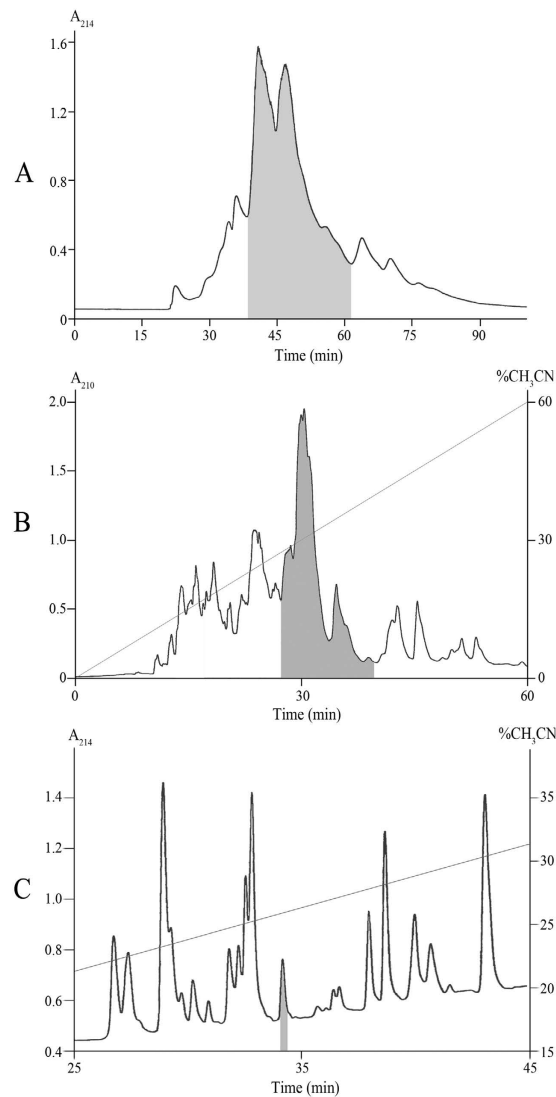 A₂₁₄
1.6
1.2
0.8
0.4
0
0 15 30 45 60 75 90
Time (min)
A
A₂₁₀ %CH₃CN
2.0 60
1.5
1.0 30
0.5
0 0
0 30 60
Time (min)
B
A₂₁₄ %CH₃CN
1.4 35
1.2 30
1.0 25
0.8
0.6 20
0.4 15
25 35 45
Time (min)
C